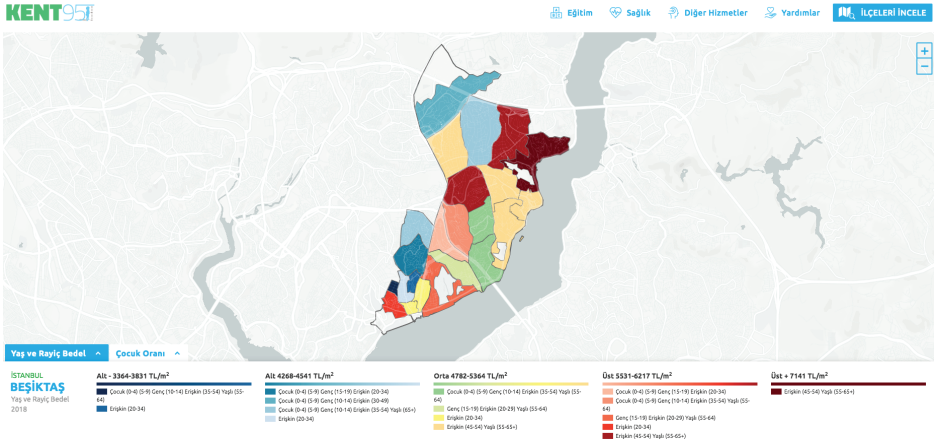 KENT95
Eğitim
Sağlık
Diğer Hizmetler
Yardımlar
İLÇELERİ İNCELE
+
−
Yaş ve Rayiç Bedel
Çocuk Oranı
İSTANBUL
BEŞİKTAŞ
Yaş ve Rayiç Bedel
2018
Alt - 3364-3831 TL/m²
Çocuk (0-4) (5-9) Genç (10-14) Erişkin (35-54) Yaşlı (55-
64)
Erişkin (20-34)
Alt 4268-4541 TL/m²
Çocuk (0-4) (5-9) Genç (15-19) Erişkin (20-34)
Çocuk (0-4) (5-9) Genç (10-14) Erişkin (30-49)
Çocuk (0-4) (5-9) Genç (10-14) Erişkin (35-54) Yaşlı (65+)
Erişkin (20-34)
Orta 4782-5364 TL/m²
Çocuk (0-4) (5-9) Genç (10-14) Erişkin (35-54) Yaşlı (55-
64)
Genç (15-19) Erişkin (20-29) Yaşlı (55-64)
Erişkin (20-34)
Erişkin (45-54) Yaşlı (55-65+)
Üst 5531-6217 TL/m²
Çocuk (0-4) (5-9) Genç (15-19) Erişkin (20-34)
Çocuk (0-4) (5-9) Genç (10-14) Erişkin (35-54) Yaşlı (55-
64)
Genç (15-19) Erişkin (20-29) Yaşlı (55-64)
Erişkin (20-34)
Erişkin (45-54) Yaşlı (55-65+)
Üst + 7141 TL/m²
Erişkin (45-54) Yaşlı (55-65+)